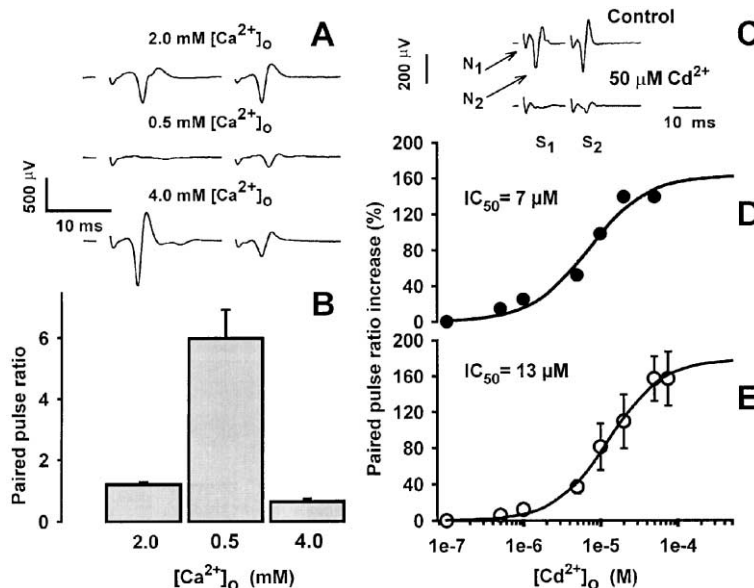 A
2.0 mM [Ca²⁺]O
0.5 mM [Ca²⁺]O
4.0 mM [Ca²⁺]O
500 μV
10 ms
B
Paired pulse ratio
6
4
2
0
2.0 0.5 4.0
[Ca²⁺]O (mM)
C
Control
200 μV
N1
N2
50 μM Cd²⁺
10 ms
S1 S2
D
Paired pulse ratio increase (%)
200
160
120
80
40
0
IC50= 7 μM
E
200
160
120
80
40
0
IC50= 13 μM
1e-7 1e-6 1e-5 1e-4
[Cd²⁺]O (M)